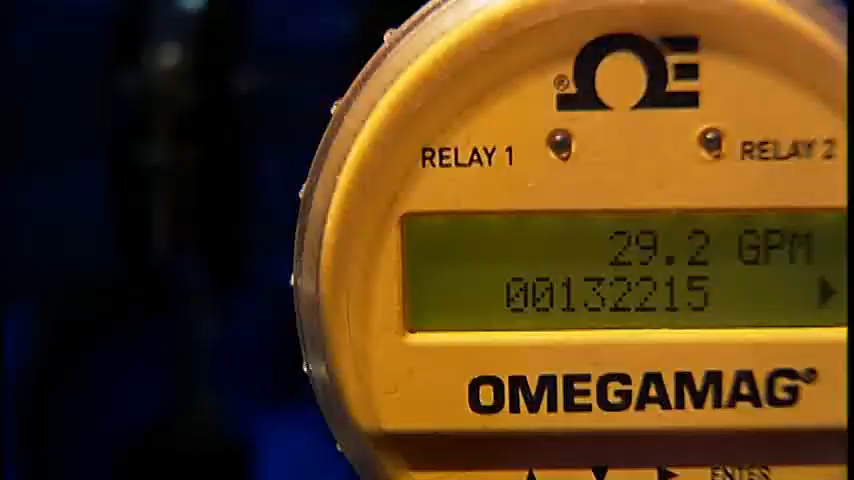 ®
RELAY 1 RELAY 2
29.2 GPM
00132215
OMEGAMAG®
ENTER